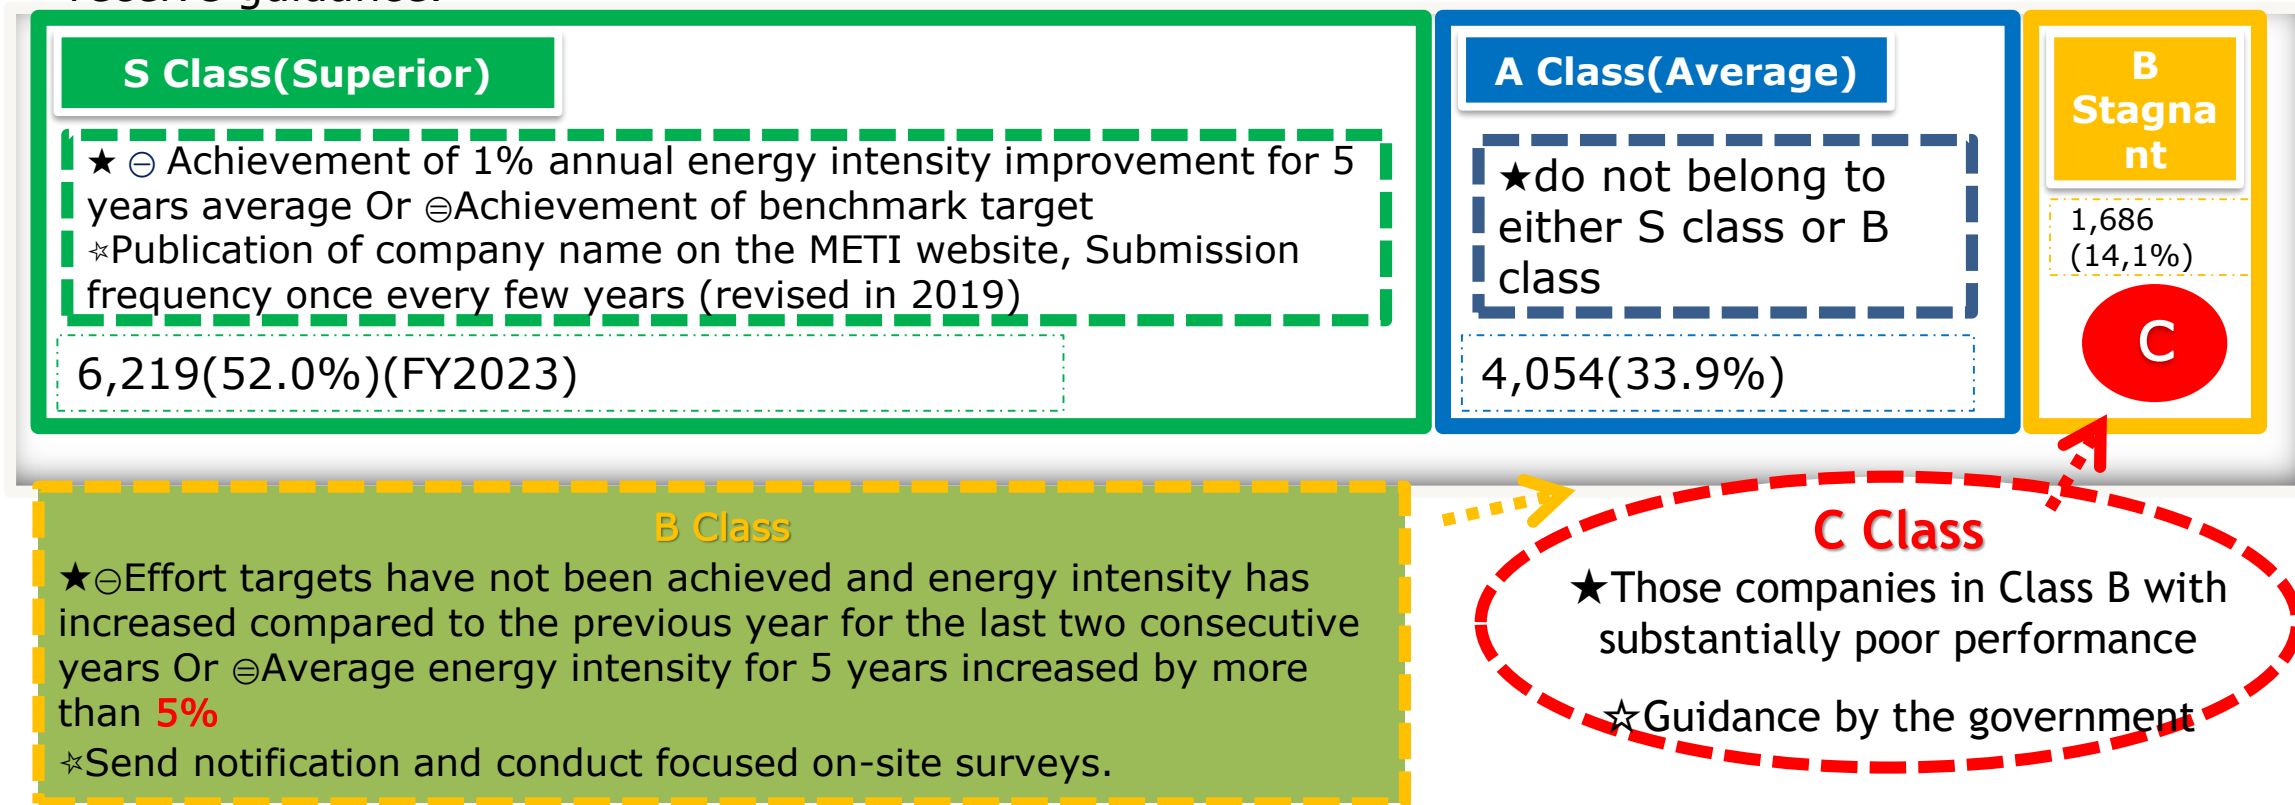 receive guidance.
S Class(Superior)
★ ㊀ Achievement of 1% annual energy intensity improvement for 5
years average Or ㊁Achievement of benchmark target
☆Publication of company name on the METI website, Submission
frequency once every few years (revised in 2019)
6,219(52.0%)(FY2023)
A Class(Average)
★do not belong to
either S class or B
class
4,054(33.9%)
B
Stagna
nt
1,686
(14,1%)
C
B Class
★㊀Effort targets have not been achieved and energy intensity has
increased compared to the previous year for the last two consecutive
years Or ㊁Average energy intensity for 5 years increased by more
than 5%
☆Send notification and conduct focused on-site surveys.
C Class
★Those companies in Class B with
substantially poor performance
☆Guidance by the government